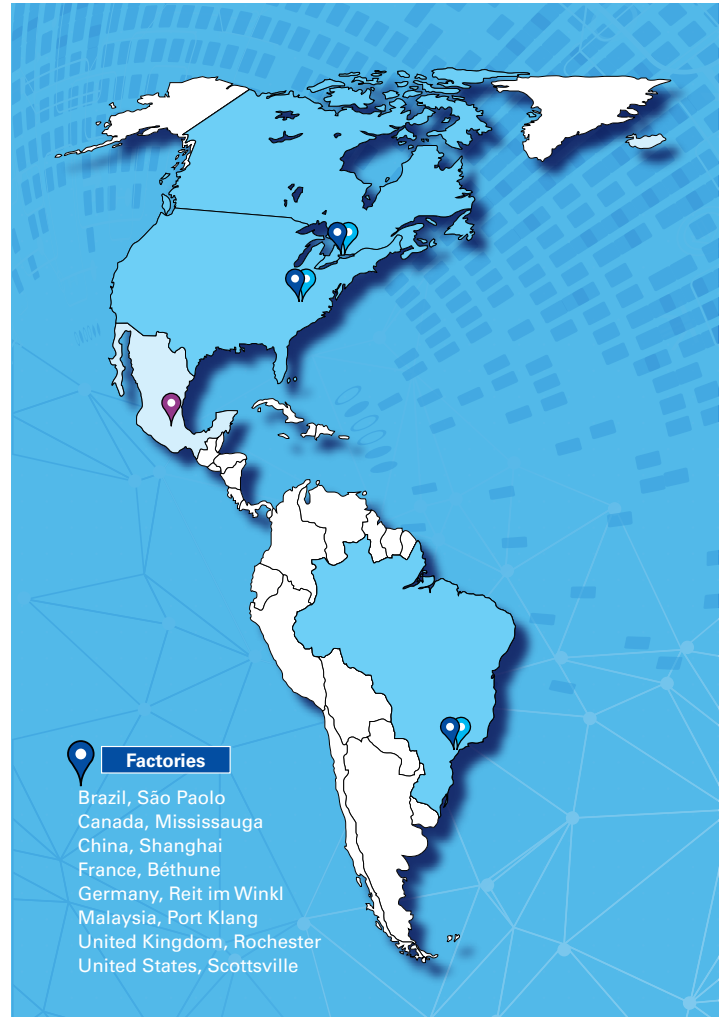 Factories
Brazil, São Paolo
Canada, Mississauga
China, Shanghai
France, Béthune
Germany, Reit im Winkl
Malaysia, Port Klang
United Kingdom, Rochester
United States, Scottsville